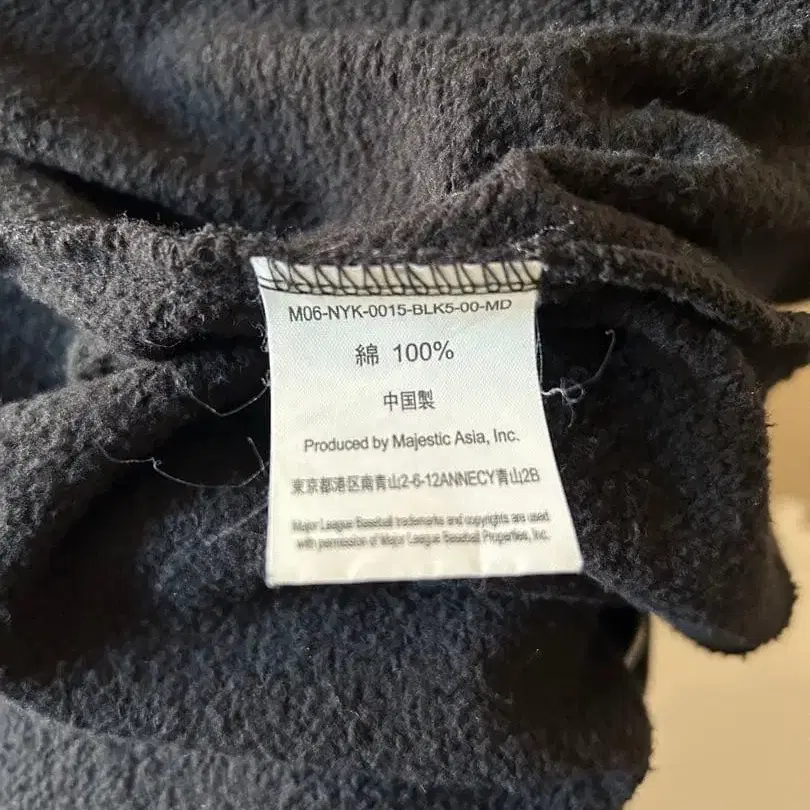 M06-NYK-0015-BLK5-00-MD
綿 100%
中国製
Produced by Majestic Asia, Inc.
東京都港区南青山2-6-12ANNECY青山2B
Major League Baseball trademarks and copyrights are used
with permission of Major League Baseball Properties, Inc.